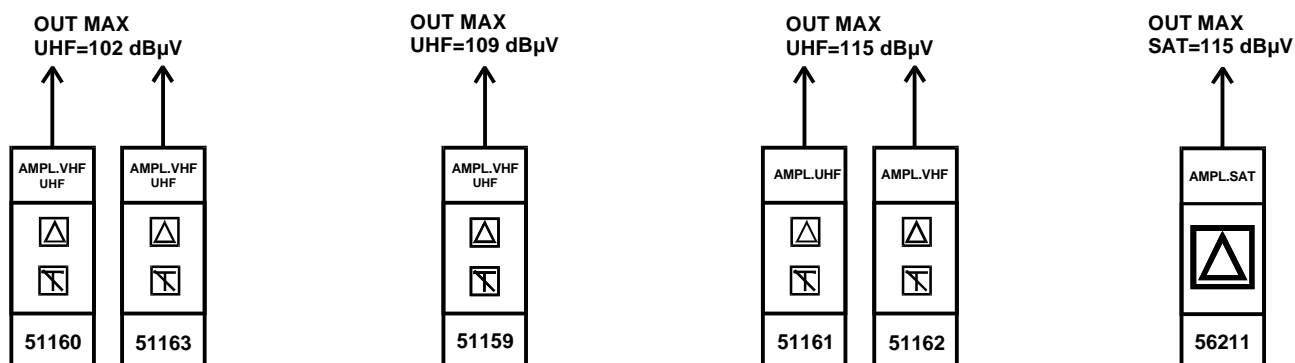 OUT MAX
UHF=102 dBµV
OUT MAX
UHF=109 dBµV
OUT MAX
UHF=115 dBµV
OUT MAX
SAT=115 dBµV
AMPL.VHF
UHF
AMPL.VHF
UHF
AMPL.VHF
UHF
AMPL.UHF
AMPL.VHF
AMPL.SAT
51160
51163
51159
51161
51162
56211